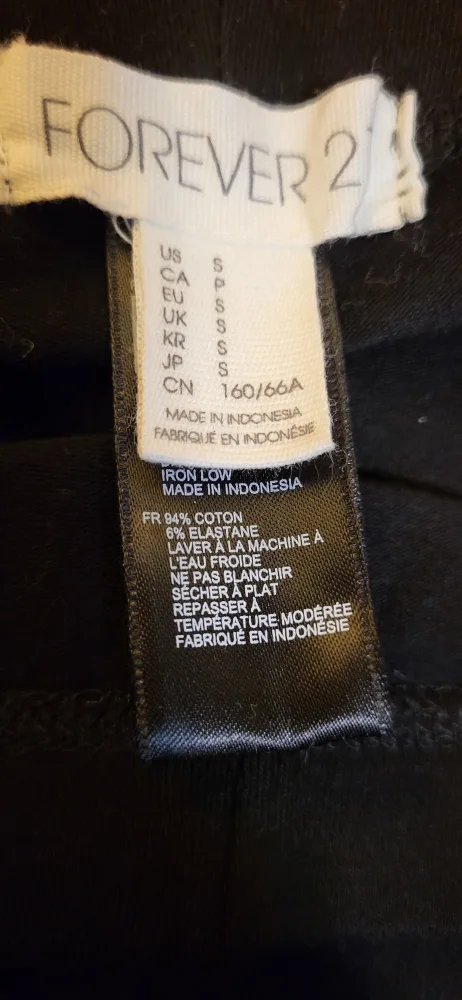 FOREVER 2
US S
CA P
EU S
UK S
KR S
JP S
CN 160/66A
MADE IN INDONESIA
FABRIQUÉ EN INDONÉSIE
IRON LOW
MADE IN INDONESIA
FR 94% COTON
6% ELASTANE
LAVER À LA MACHINE À
L'EAU FROIDE
NE PAS BLANCHIR
SÉCHER À PLAT
REPASSER À
TEMPÉRATURE MODÉRÉE
FABRIQUÉ EN INDONÉSIE